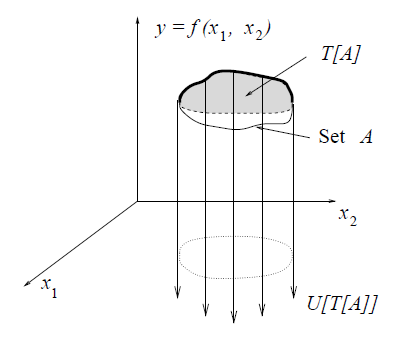 y = f (x₁, x₂)
T[A]
Set A
x₂
x₁
U[T[A]]